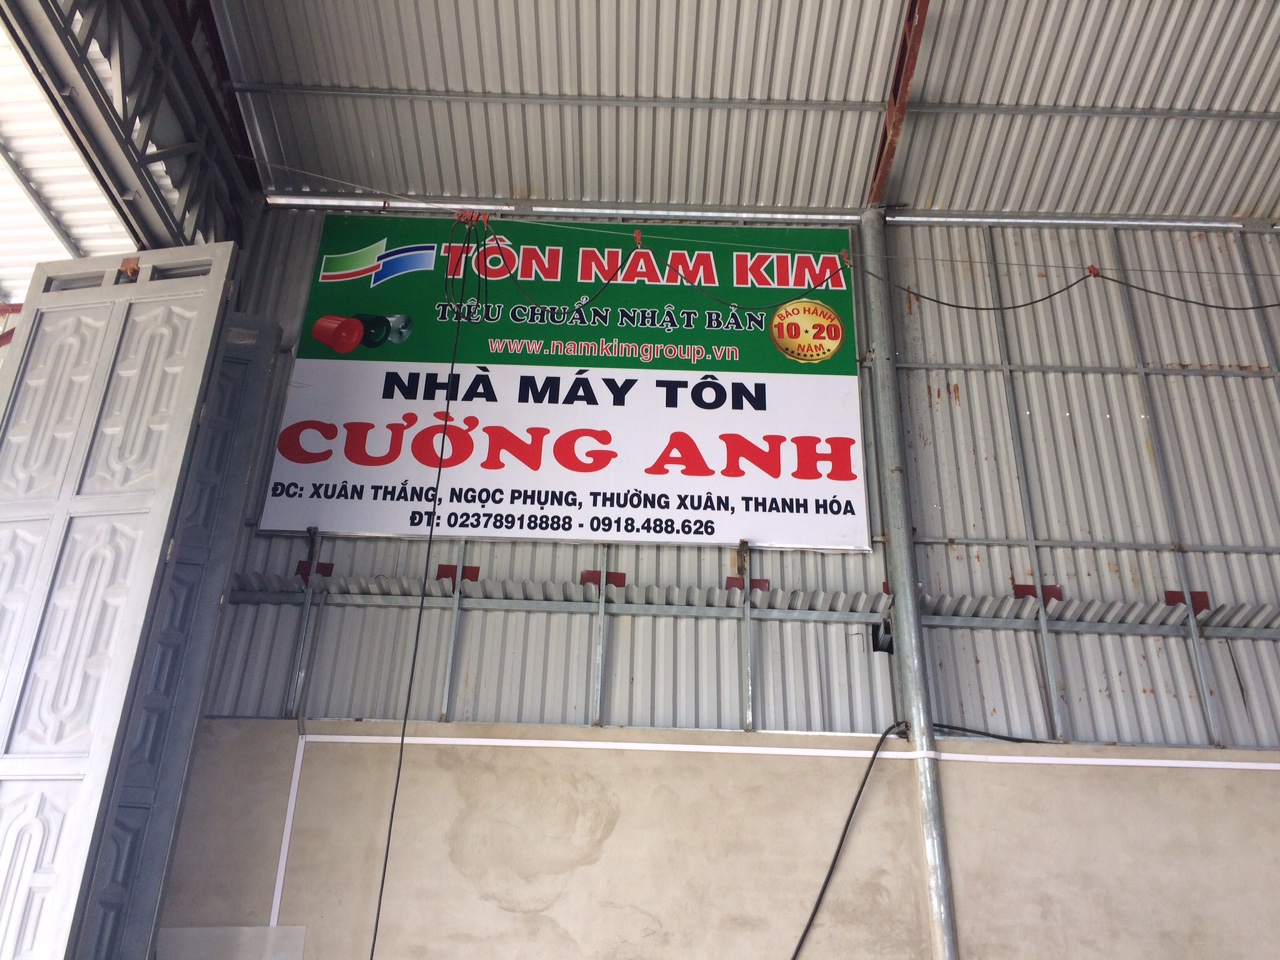 TÔN NAM KIM
TIÊU CHUẨN NHẬT BẢN
BẢO HÀNH
10 * 20
NĂM
www.namkimgroup.vn
NHÀ MÁY TÔN
CƯỜNG ANH
ĐC: XUÂN THẮNG, NGỌC PHỤNG, THƯỜNG XUÂN, THANH HÓA
ĐT: 02378918888 - 0918.488.626